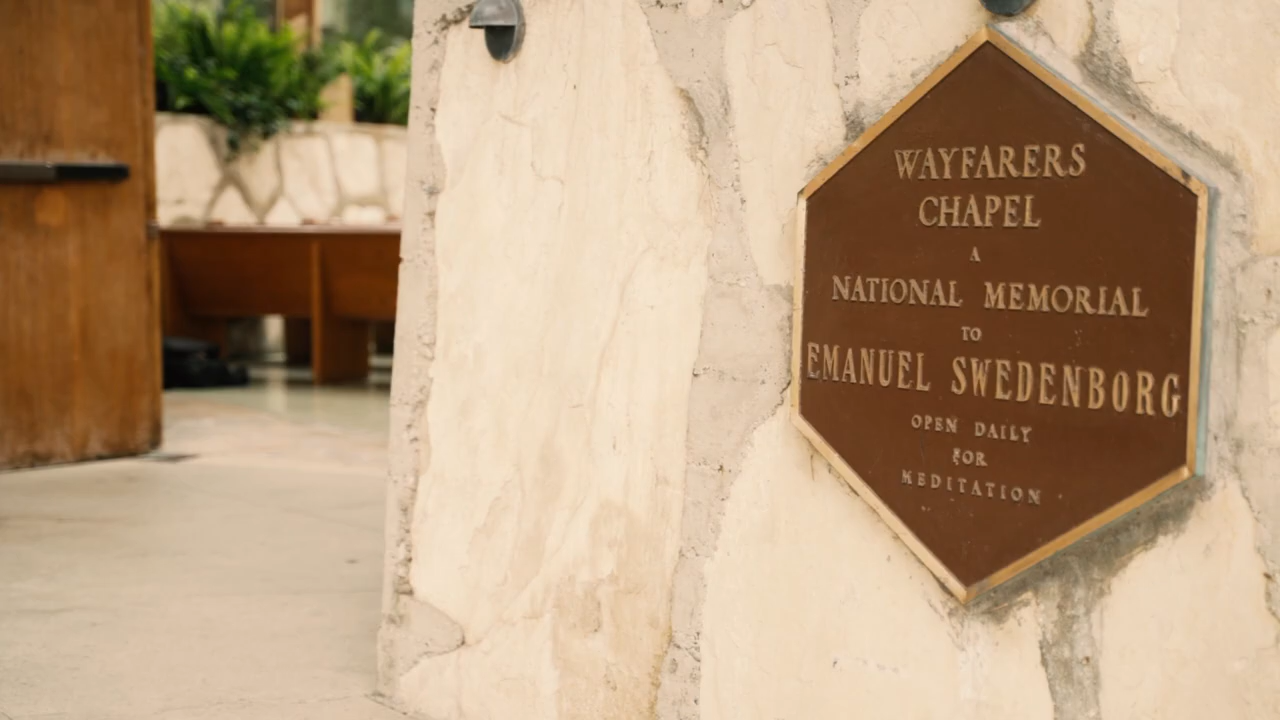 WAYFARERS
CHAPEL
A
NATIONAL MEMORIAL
TO
EMANUEL SWEDENBORG
OPEN DAILY
FOR
MEDITATION